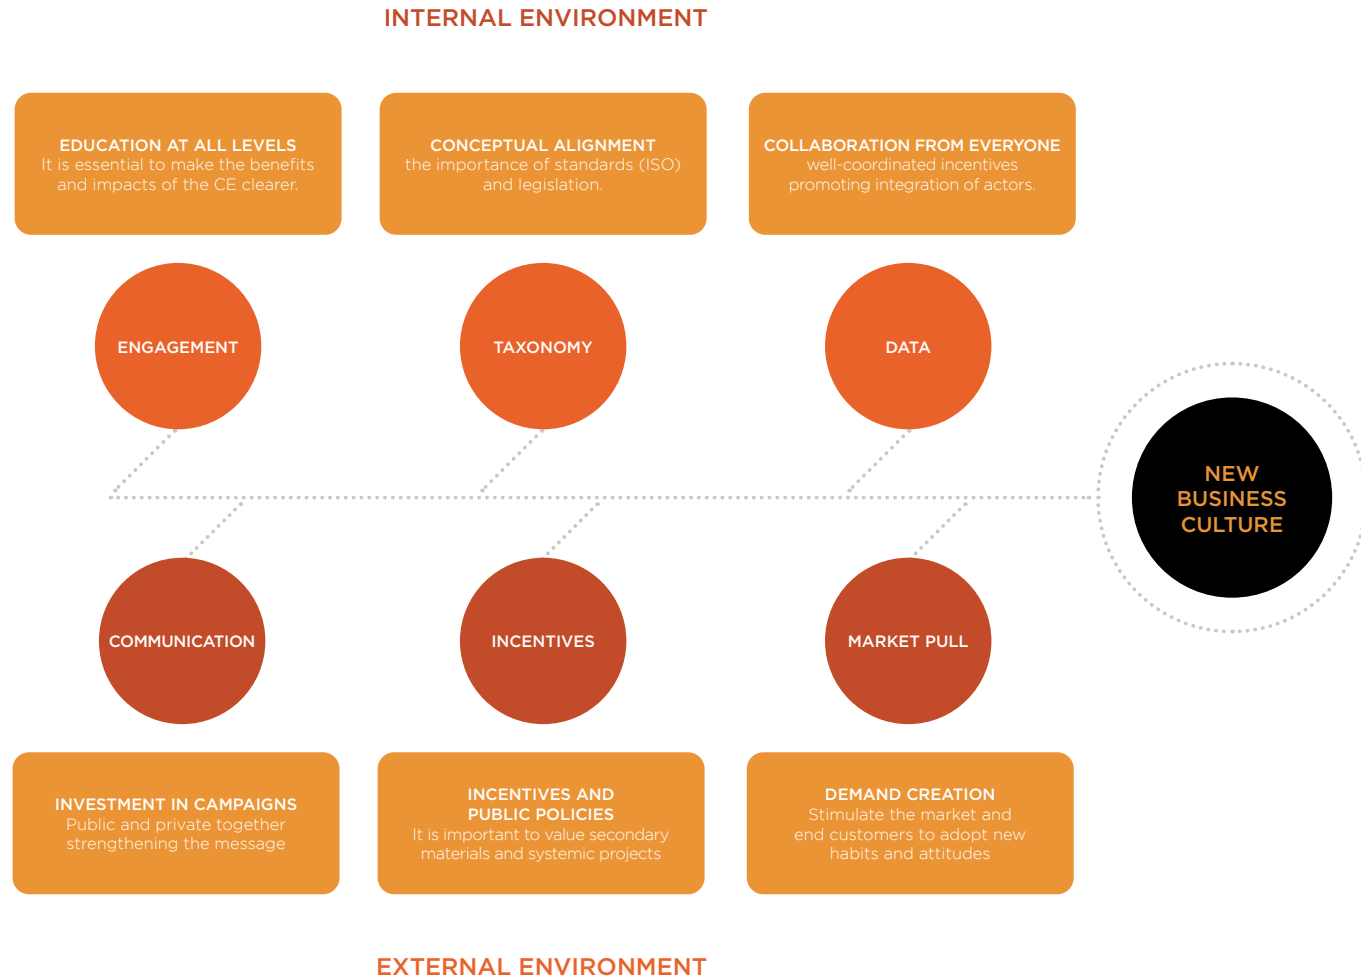 INTERNAL ENVIRONMENT
EDUCATION AT ALL LEVELS
It is essential to make the benefits
and impacts of the CE clearer.
CONCEPTUAL ALIGNMENT
the importance of standards (ISO)
and legislation.
COLLABORATION FROM EVERYONE
well-coordinated incentives
promoting integration of actors.
ENGAGEMENT
TAXONOMY
DATA
NEW
BUSINESS
CULTURE
COMMUNICATION
INCENTIVES
MARKET PULL
INVESTMENT IN CAMPAIGNS
Public and private together
strengthening the message
INCENTIVES AND
PUBLIC POLICIES
It is important to value secondary
materials and systemic projects
DEMAND CREATION
Stimulate the market and
end customers to adopt new
habits and attitudes
EXTERNAL ENVIRONMENT